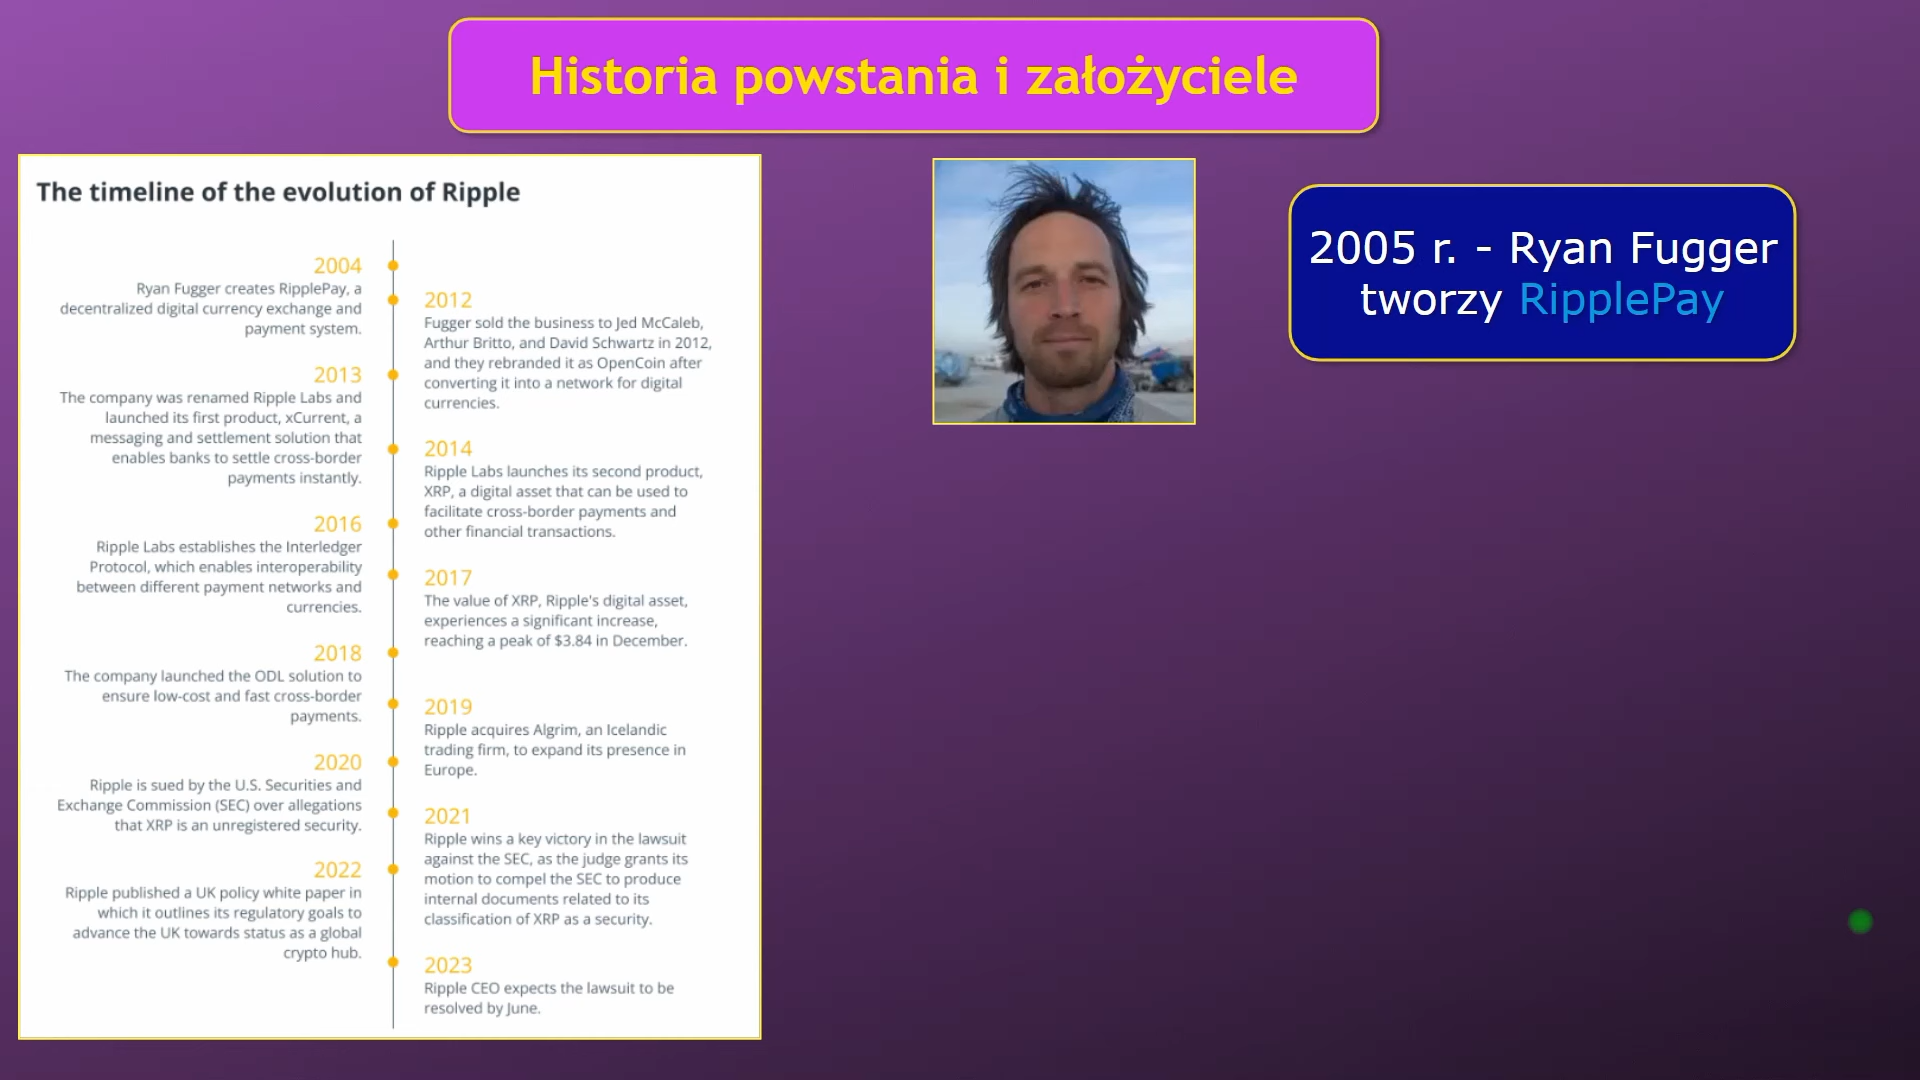 Historia powstania i założyciele
The timeline of the evolution of Ripple
2004
Ryan Fugger creates RipplePay, a
decentralized digital currency exchange and
payment system.
2012
Fugger sold the business to Jed McCaleb,
Arthur Britto, and David Schwartz in 2012,
and they rebranded it as OpenCoin after
converting it into a network for digital
currencies.
2013
The company was renamed Ripple Labs and
launched its first product, xCurrent, a
messaging and settlement solution that
enables banks to settle cross-border
payments instantly.
2014
Ripple Labs launches its second product,
XRP, a digital asset that can be used to
facilitate cross-border payments and
other financial transactions.
2016
Ripple Labs establishes the Interledger
Protocol, which enables interoperability
between different payment networks and
currencies.
2017
The value of XRP, Ripple's digital asset,
experiences a significant increase,
reaching a peak of $3.84 in December.
2018
The company launched the ODL solution to
ensure low-cost and fast cross-border
payments.
2019
Ripple acquires Algrim, an Icelandic
trading firm, to expand its presence in
Europe.
2020
Ripple is sued by the U.S. Securities and
Exchange Commission (SEC) over allegations
that XRP is an unregistered security.
2021
Ripple wins a key victory in the lawsuit
against the SEC, as the judge grants its
motion to compel the SEC to produce
internal documents related to its
classification of XRP as a security.
2022
Ripple published a UK policy white paper in
which it outlines its regulatory goals to
advance the UK towards status as a global
crypto hub.
2023
Ripple CEO expects the lawsuit to be
resolved by June.
2005 r. - Ryan Fugger
tworzy RipplePay